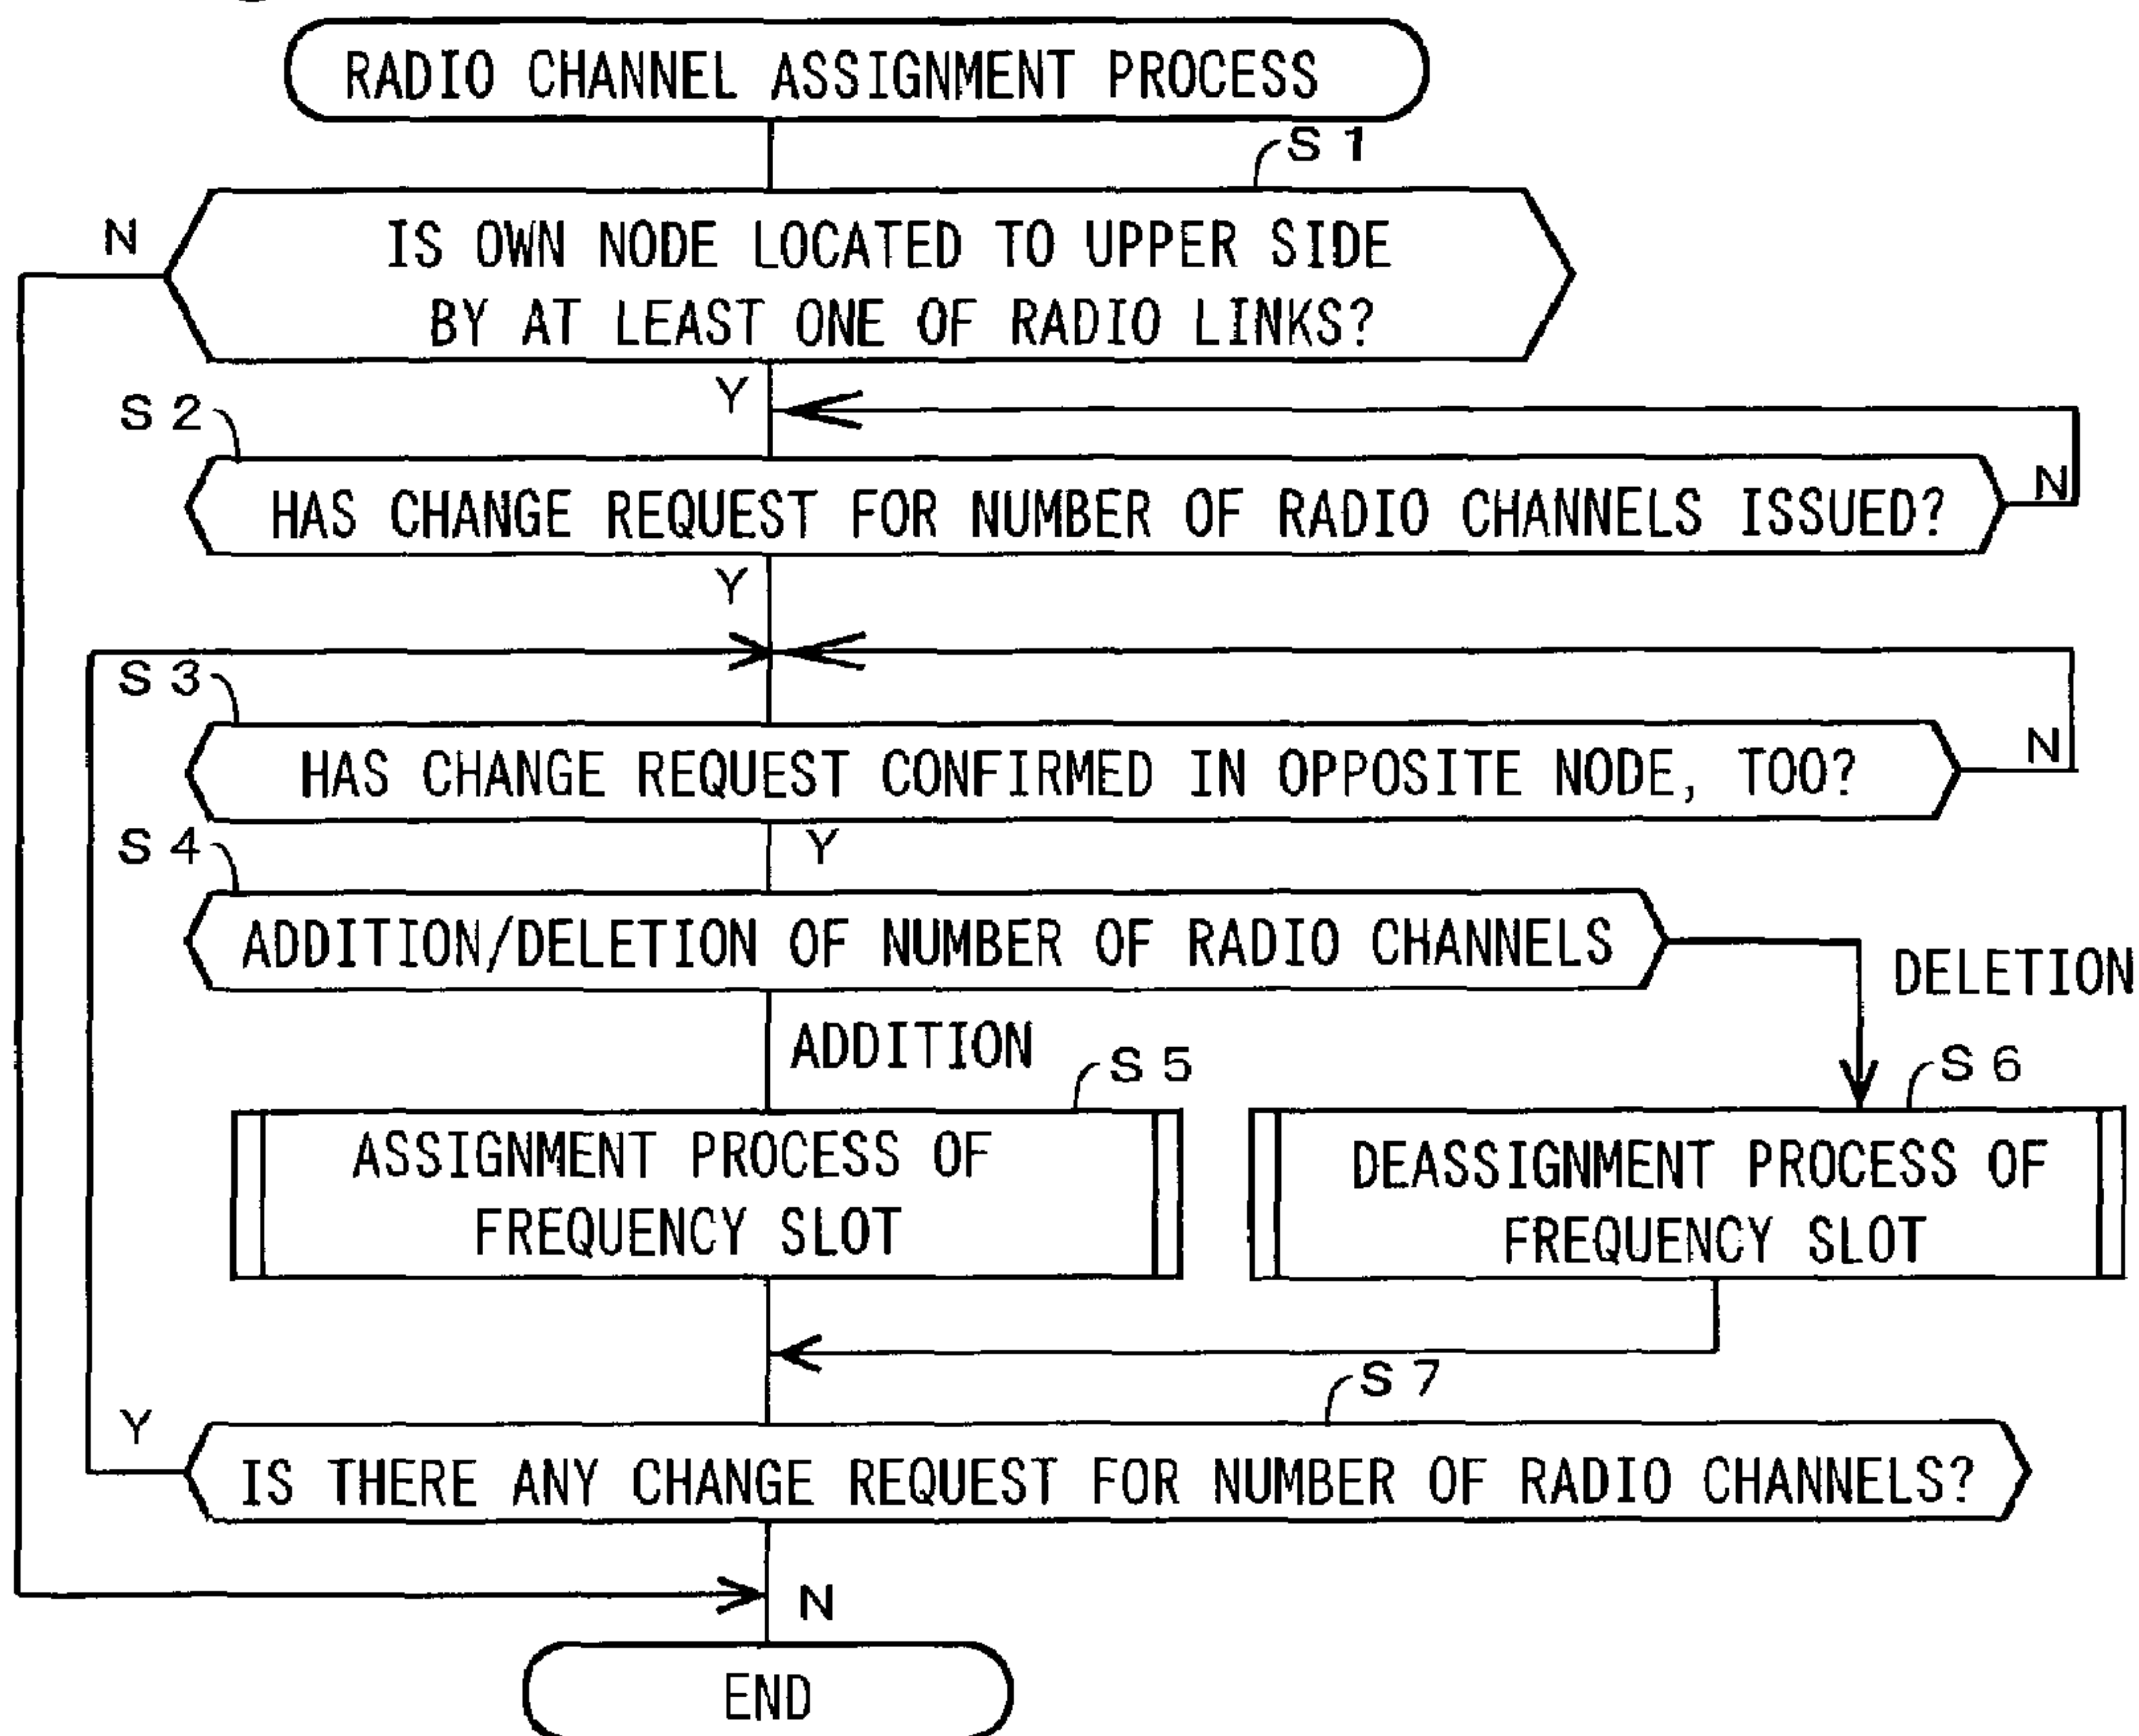 RADIO CHANNEL ASSIGNMENT PROCESS
S1
N
IS OWN NODE LOCATED TO UPPER SIDE
BY AT LEAST ONE OF RADIO LINKS?
Y
S2
HAS CHANGE REQUEST FOR NUMBER OF RADIO CHANNELS ISSUED?
N
Y
S3
HAS CHANGE REQUEST CONFIRMED IN OPPOSITE NODE, TOO?
N
Y
S4
ADDITION/DELETION OF NUMBER OF RADIO CHANNELS
DELETION
ADDITION
S5
S6
ASSIGNMENT PROCESS OF
FREQUENCY SLOT
DEASSIGNMENT PROCESS OF
FREQUENCY SLOT
S7
Y
IS THERE ANY CHANGE REQUEST FOR NUMBER OF RADIO CHANNELS?
N
END